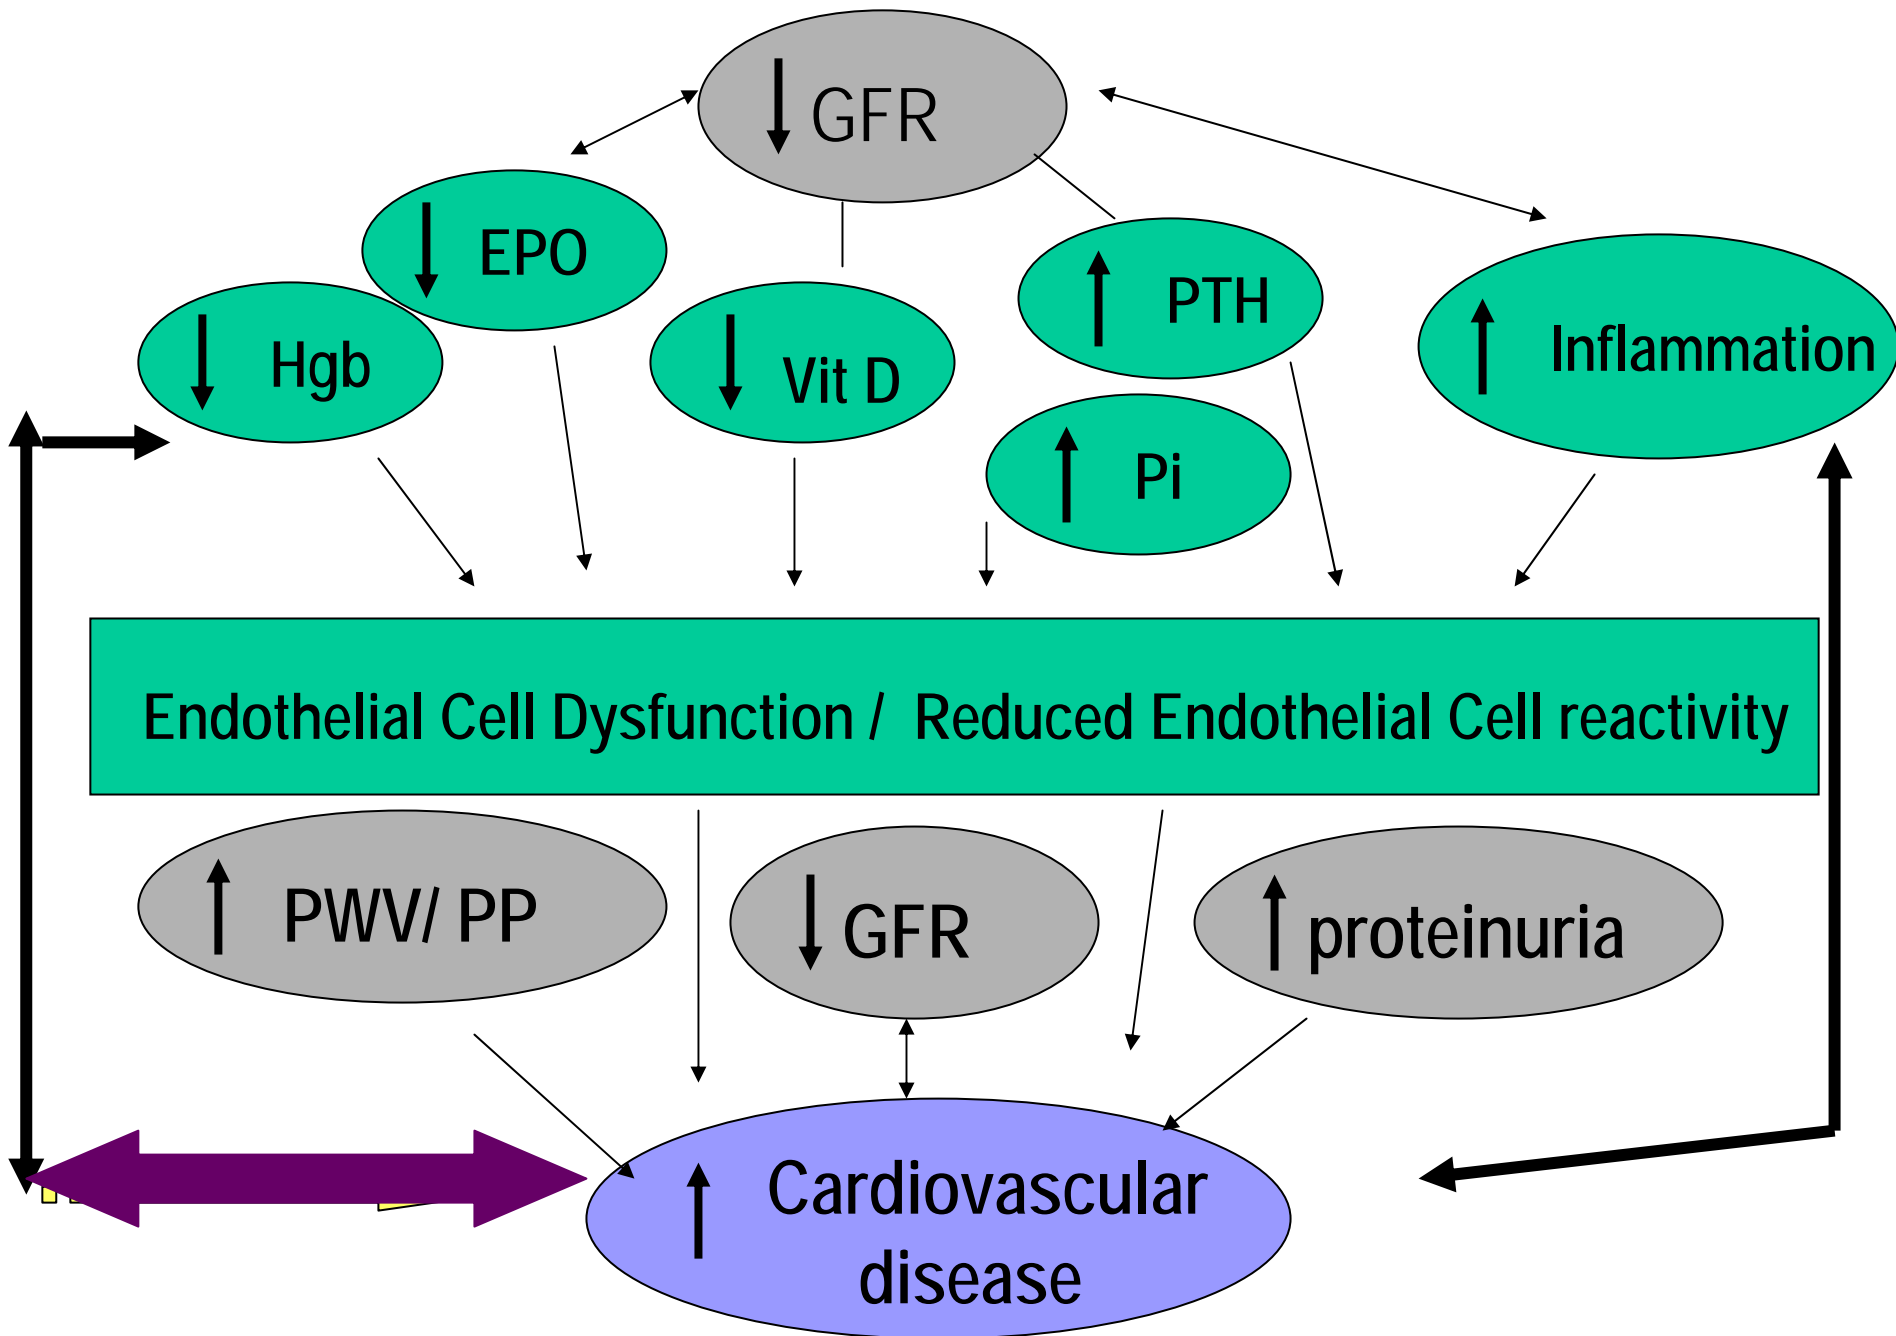 GFR
EPO
PTH
Hgb
Vit D
Inflammation
Pi
Endothelial Cell Dysfunction / Reduced Endothelial Cell reactivity
PWV/ PP
GFR
proteinuria
Cardiovascular
disease